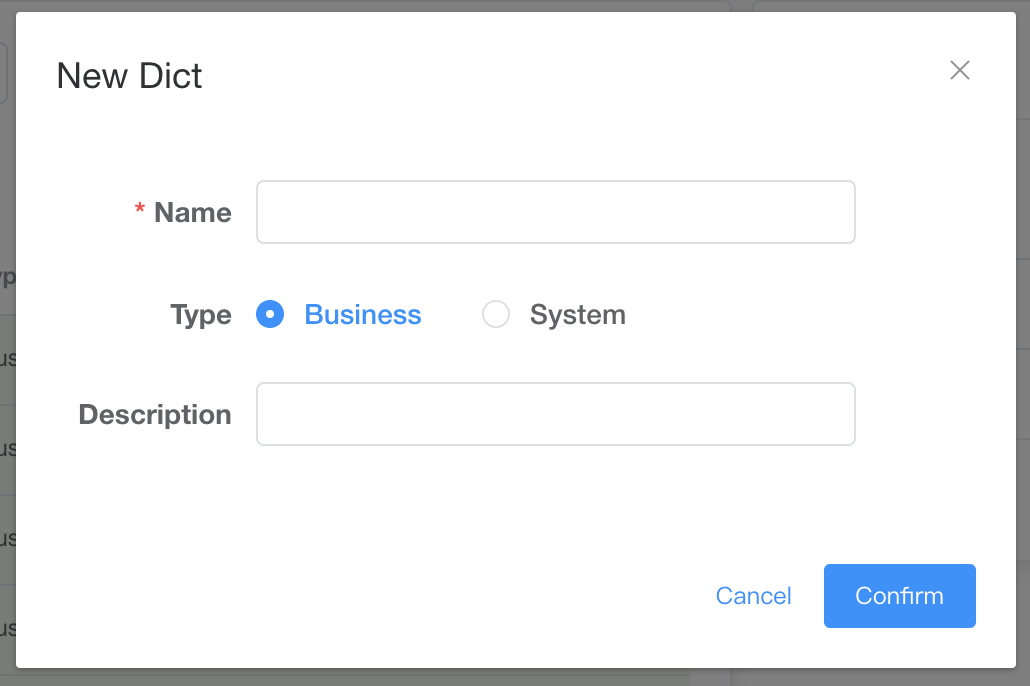 New Dict
* Name
Type Business System
Description
Cancel Confirm